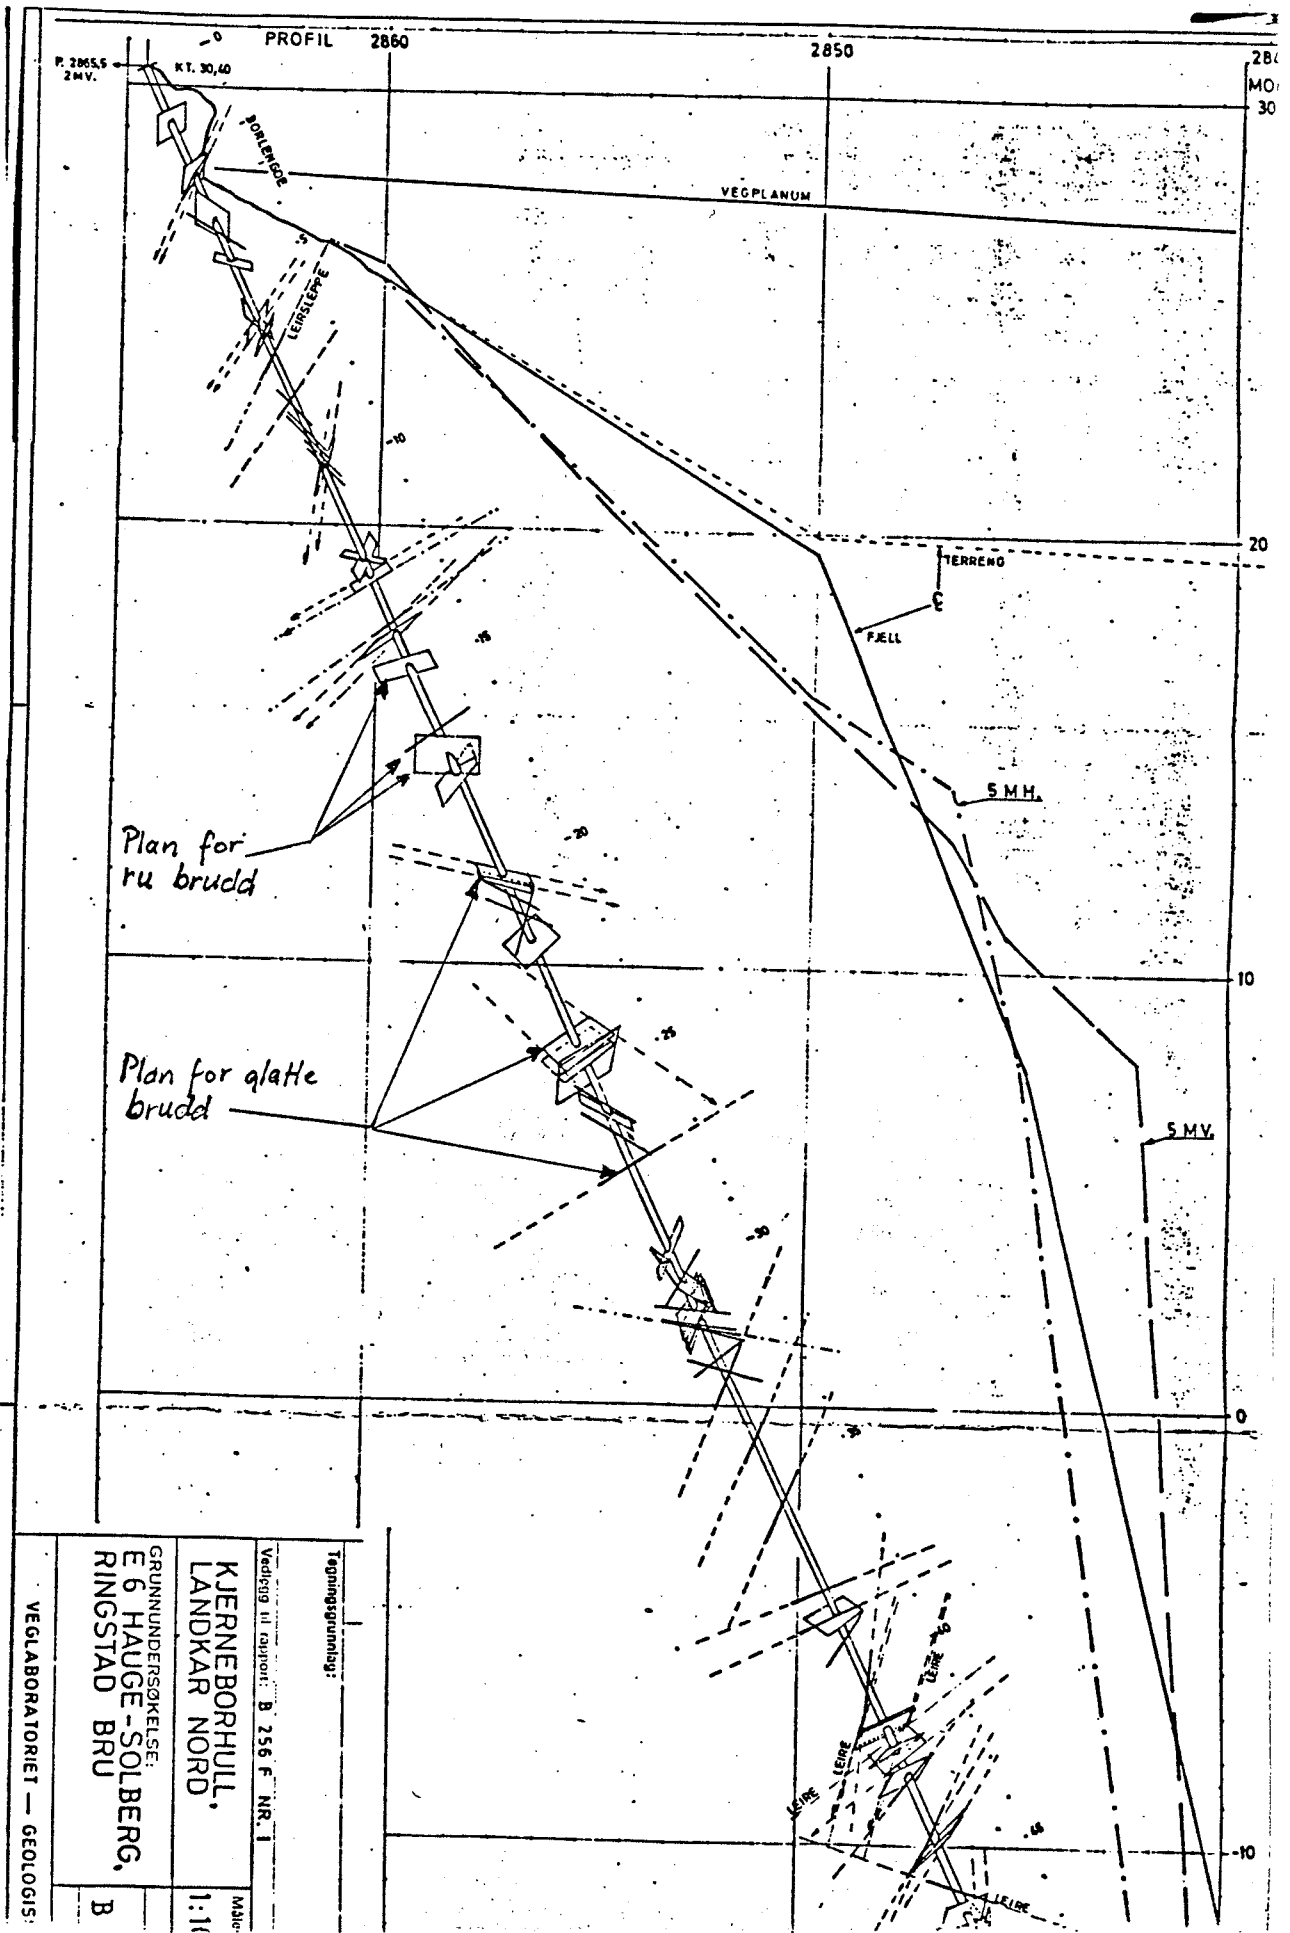 PROFIL 2860
2850
P. 2865,5
2 MV.
KT. 30,40
30
BORLENGDE
VEGPLANUM
-5
LEIRSLEPPE
-10
20
TERRENG
C
FJELL
-15
5 MH.
Plan for
ru brudd
-20
10
-25
Plan for glatte
brudd
5 MV.
-30
0
LEIRE
LEIRE
LEIRE
-10
LEIRE
Tegningsgrunnlag:
Vedlegg til rapport: B 256 F NR. 1
KJERNEBORHULL,
LANDKAR NORD
GRUNNUNDERSØKELSE:
E 6 HAUGE-SOLBERG,
RINGSTAD BRU
B
VEGLABORATORIET — GEOLOGIS